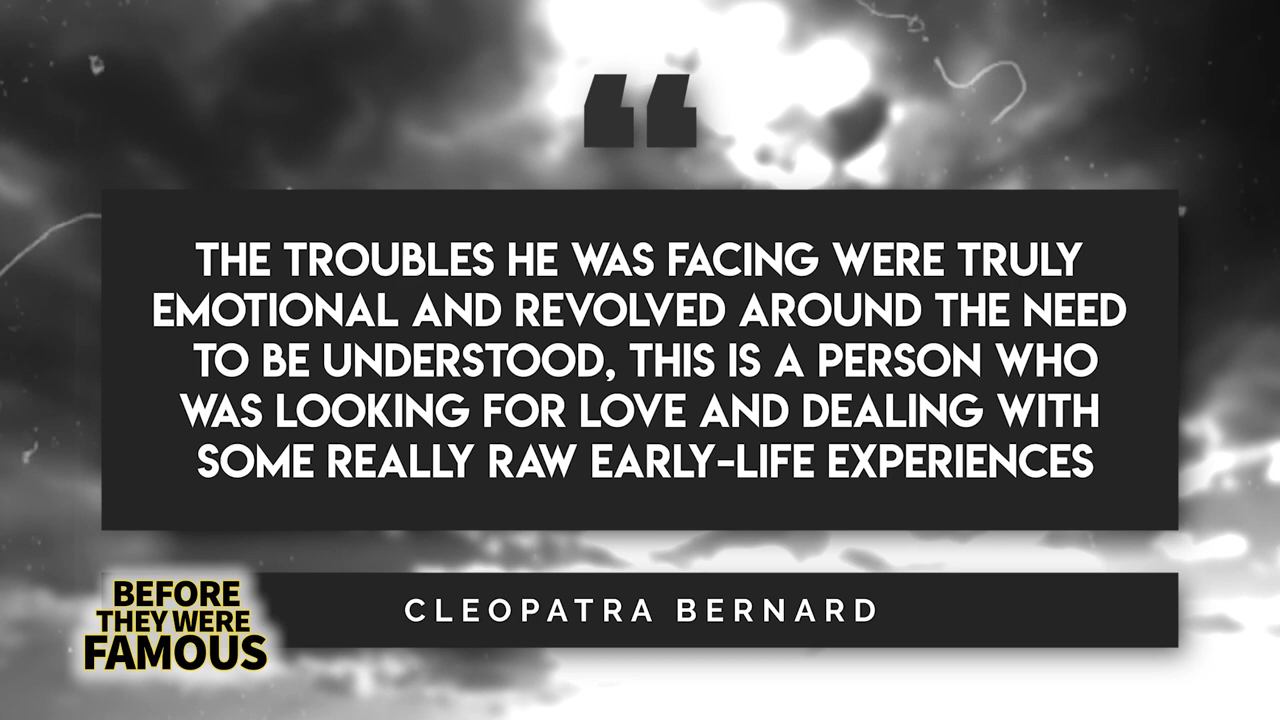 “
THE TROUBLES HE WAS FACING WERE TRULY
EMOTIONAL AND REVOLVED AROUND THE NEED
TO BE UNDERSTOOD, THIS IS A PERSON WHO
WAS LOOKING FOR LOVE AND DEALING WITH
SOME REALLY RAW EARLY-LIFE EXPERIENCES
CLEOPATRA BERNARD
BEFORE
THEY WERE
FAMOUS